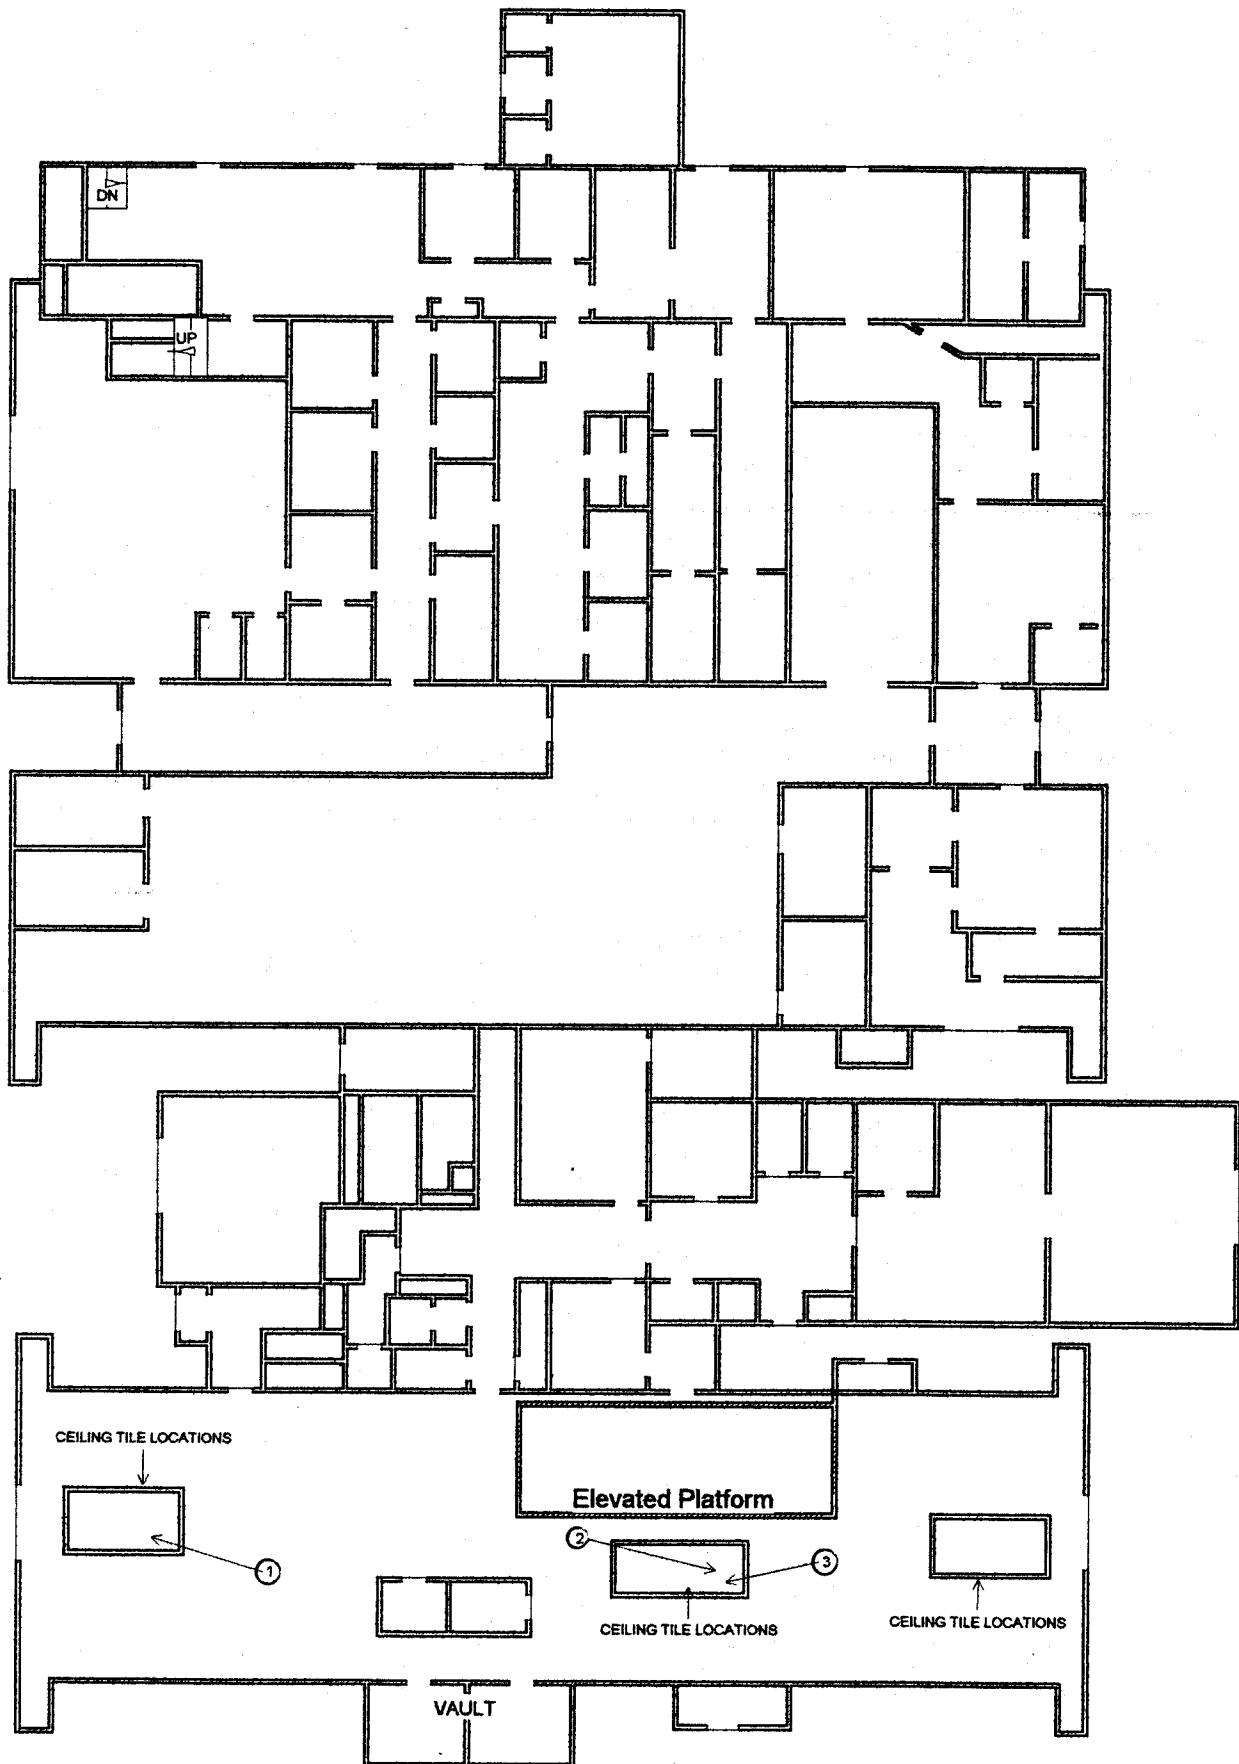 DN
UP
CEILING TILE LOCATIONS
Elevated Platform
1
2
3
CEILING TILE LOCATIONS
CEILING TILE LOCATIONS
VAULT